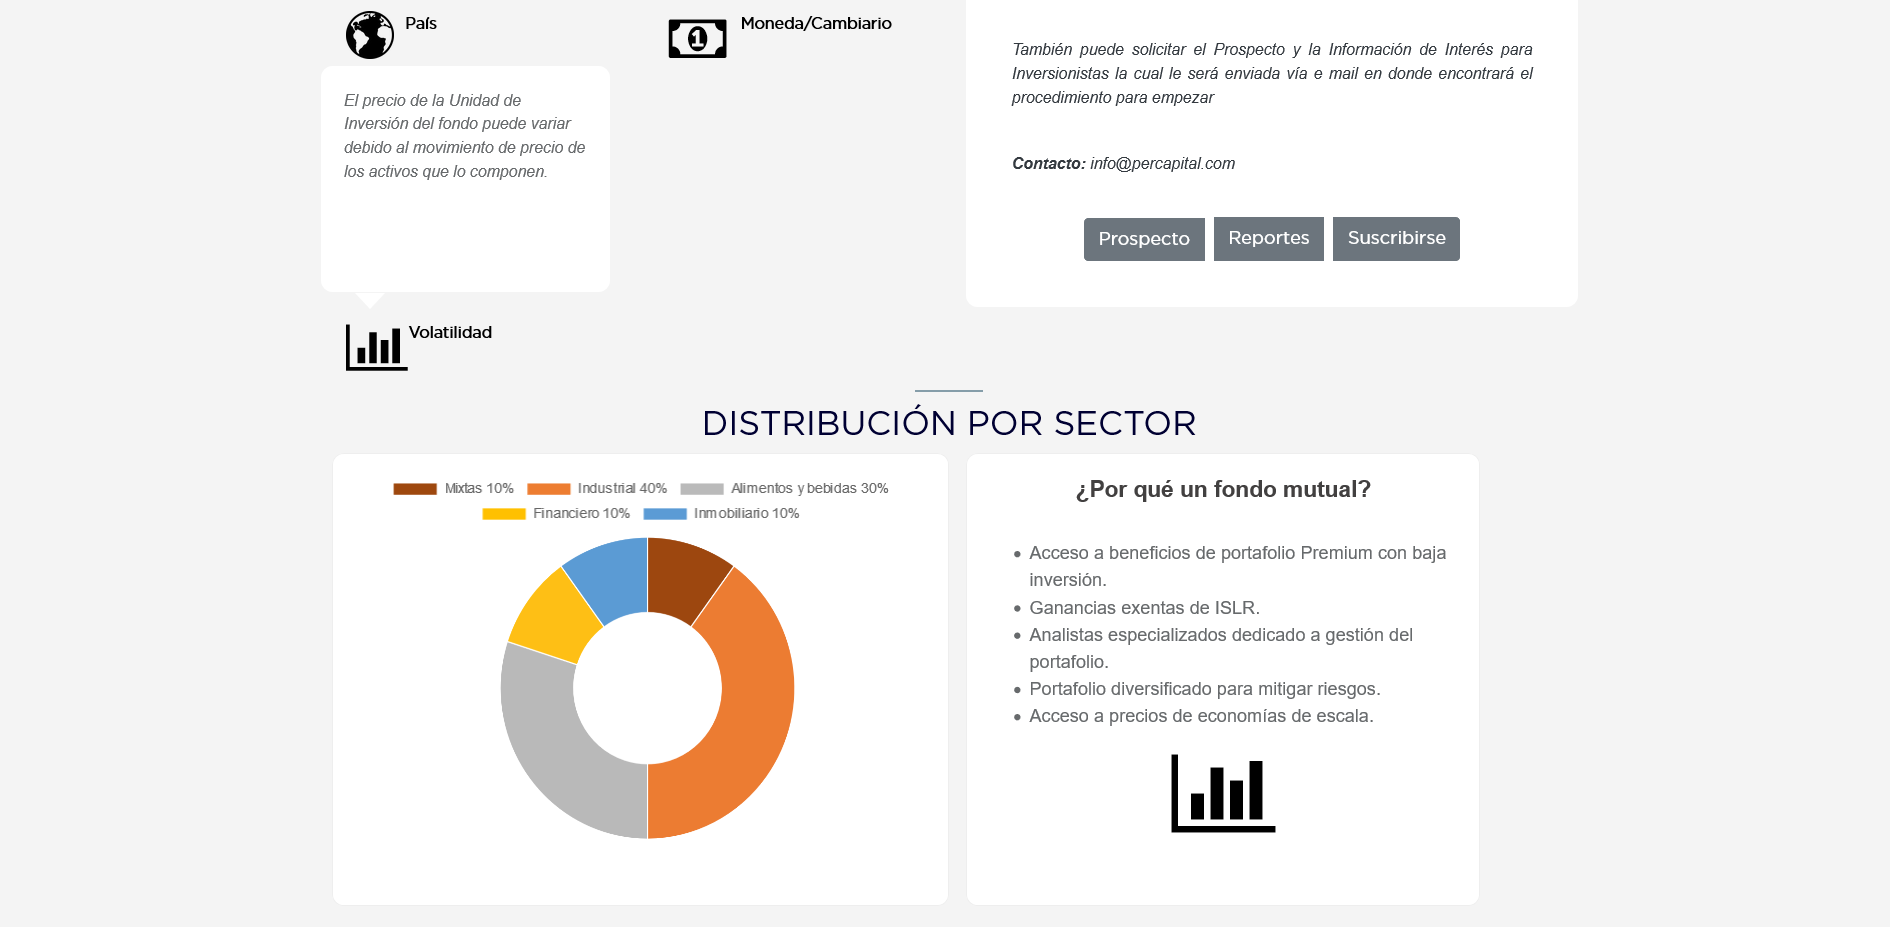 País
Moneda/Cambiario
El precio de la Unidad de
Inversión del fondo puede variar
debido al movimiento de precio de
los activos que lo componen.
Volatilidad
También puede solicitar el Prospecto y la Información de Interés para
Inversionistas la cual le será enviada vía e mail en donde encontrará el
procedimiento para empezar
Contacto: info@percapital.com
Prospecto
Reportes
Suscribirse
DISTRIBUCIÓN POR SECTOR
Mixtas 10% Industrial 40% Alimentos y bebidas 30%
Financiero 10% Inmobiliario 10%
¿Por qué un fondo mutual?
Acceso a beneficios de portafolio Premium con baja
inversión.
Ganancias exentas de ISLR.
Analistas especializados dedicado a gestión del
portafolio.
Portafolio diversificado para mitigar riesgos.
Acceso a precios de economías de escala.